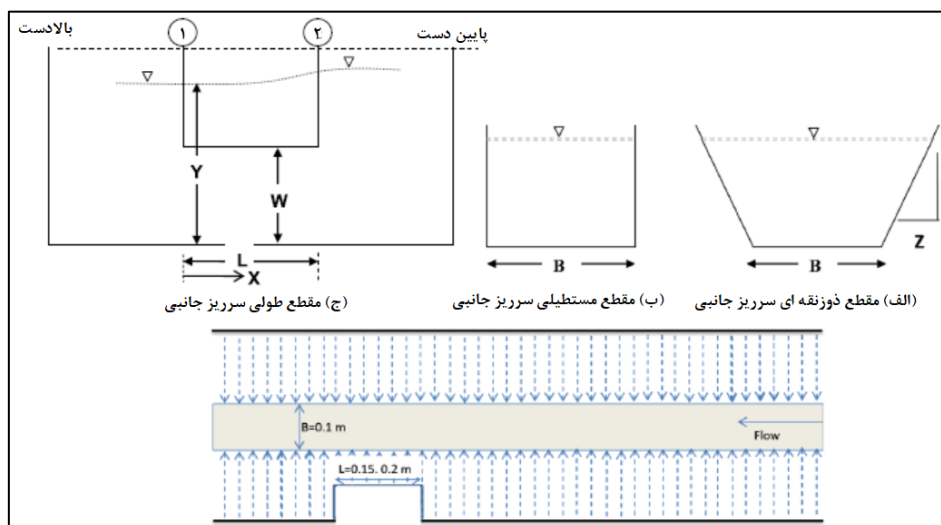 بالادست
۱
۲
پایین دست
Y
W
L
X
B
B
Z
(ج) مقطع طولی سرریز جانبی
(ب) مقطع مستطیلی سرریز جانبی
(الف) مقطع ذوزنقه ای سرریز جانبی
B=0.1 m
Flow
L=0.15. 0.2 m